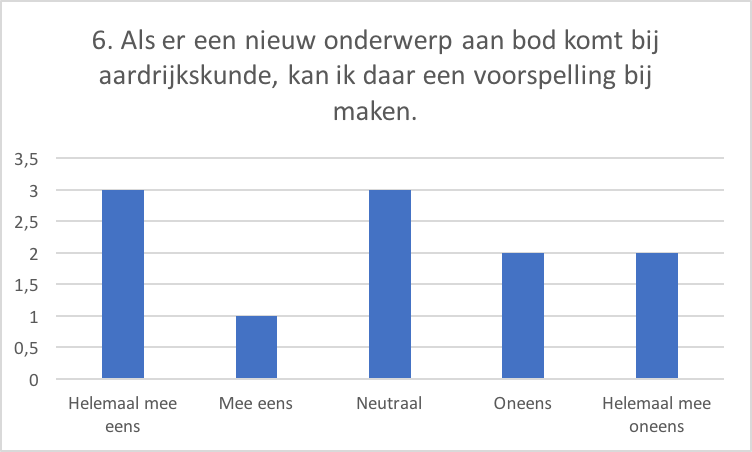 6. Als er een nieuw onderwerp aan bod komt bij
aardrijkskunde, kan ik daar een voorspelling bij
maken.
3,5
3
2,5
2
1,5
1
0,5
0
Helemaal mee
eens
Mee eens
Neutraal
Oneens
Helemaal mee
oneens